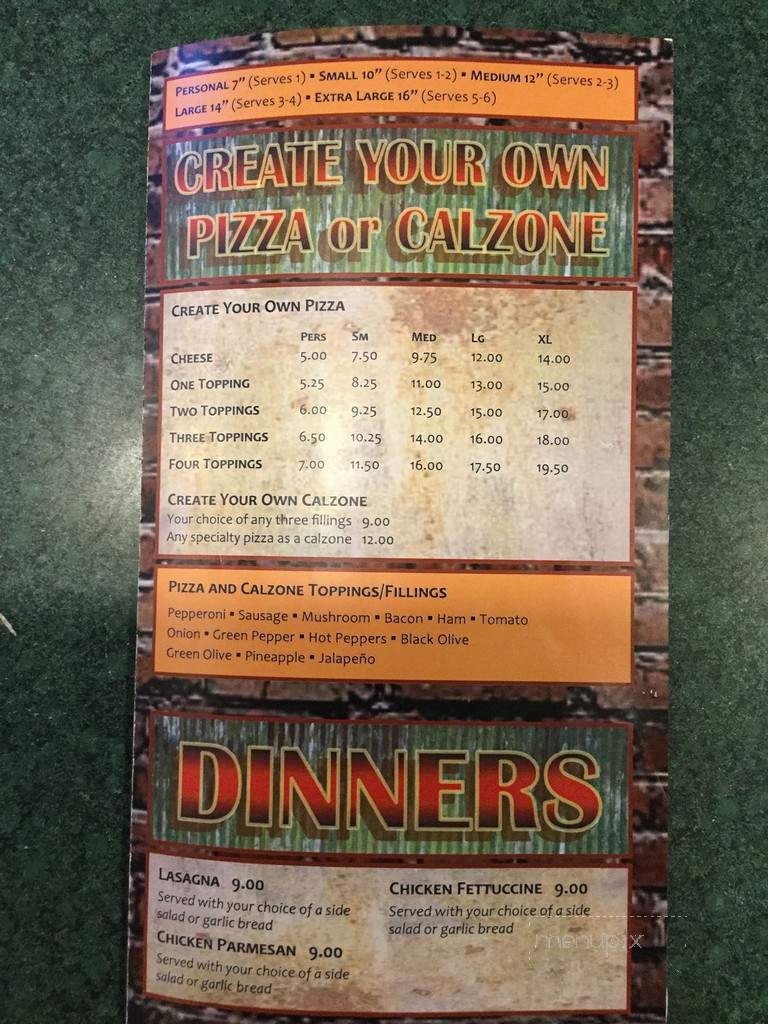 PERSONAL 7" (Serves 1) ▪ SMALL 10" (Serves 1-2) ▪ MEDIUM 12" (Serves 2-3)
LARGE 14" (Serves 3-4) ▪ EXTRA LARGE 16" (Serves 5-6)
CREATE YOUR OWN
PIZZA or CALZONE
CREATE YOUR OWN PIZZA
PERS SM MED LG XL
CHEESE 5.00 7.50 9.75 12.00 14.00
ONE TOPPING 5.25 8.25 11.00 13.00 15.00
TWO TOPPINGS 6.00 9.25 12.50 15.00 17.00
THREE TOPPINGS 6.50 10.25 14.00 16.00 18.00
FOUR TOPPINGS 7.00 11.50 16.00 17.50 19.50
CREATE YOUR OWN CALZONE
Your choice of any three fillings 9.00
Any specialty pizza as a calzone 12.00
PIZZA AND CALZONE TOPPINGS/FILLINGS
Pepperoni ▪ Sausage ▪ Mushroom ▪ Bacon ▪ Ham ▪ Tomato
Onion ▪ Green Pepper ▪ Hot Peppers ▪ Black Olive
Green Olive ▪ Pineapple ▪ Jalapeño
DINNERS
LASAGNA 9.00
Served with your choice of a side
salad or garlic bread
CHICKEN PARMESAN 9.00
Served with your choice of a side
salad or garlic bread
CHICKEN FETTUCCINE 9.00
Served with your choice of a side
salad or garlic bread
menupix